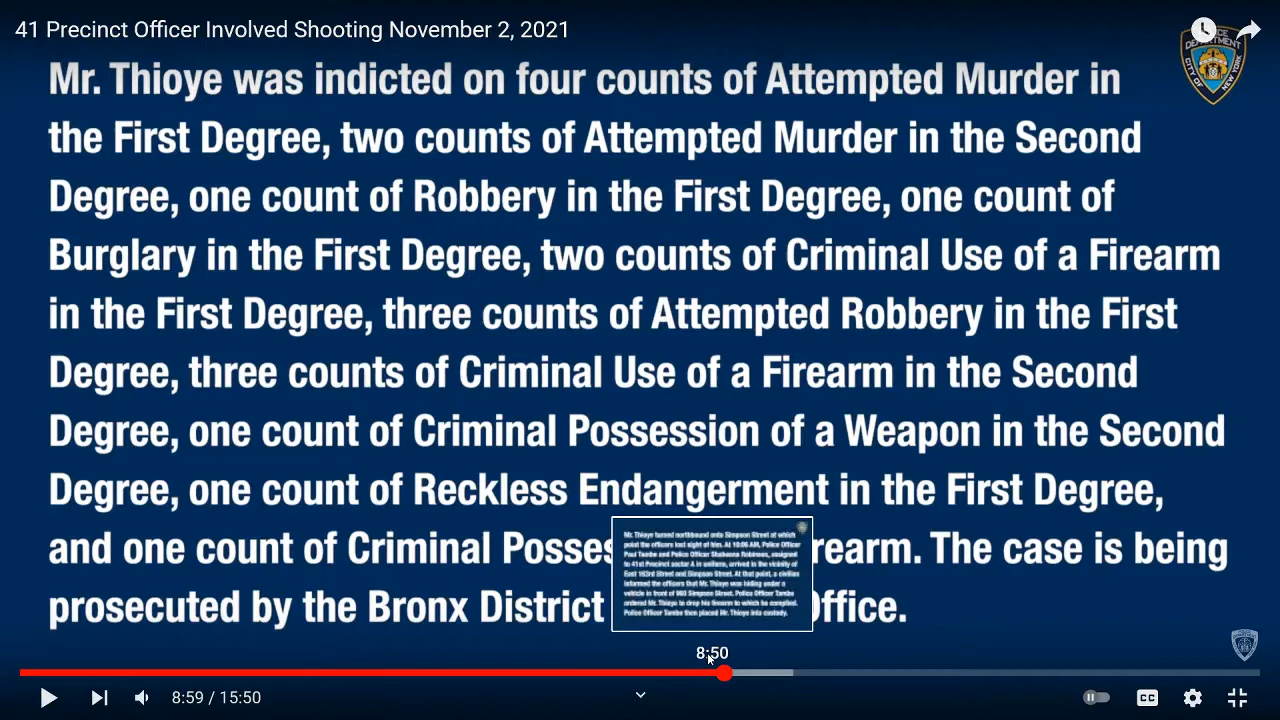 41 Precinct Officer Involved Shooting November 2, 2021
POLICE DEPARTMENT CITY OF NEW YORK
Mr. Thioye was indicted on four counts of Attempted Murder in
the First Degree, two counts of Attempted Murder in the Second
Degree, one count of Robbery in the First Degree, one count of
Burglary in the First Degree, two counts of Criminal Use of a Firearm
in the First Degree, three counts of Attempted Robbery in the First
Degree, three counts of Criminal Use of a Firearm in the Second
Degree, one count of Criminal Possession of a Weapon in the Second
Degree, one count of Reckless Endangerment in the First Degree,
and one count of Criminal Posses rearm. The case is being
prosecuted by the Bronx District Office.
Mr. Thioye turned northbound onto Simpson Street at which
point the officers lost sight of him. At 10:06 AM, Police Officer
Paul Tambe and Police Officer Robinson, assigned
to 41st Precinct sector A in uniform, arrived in the vicinity of
East 163rd Street and Simpson Street. At that point, a civilian
informed the officers that Mr. Thioye was hiding under a
vehicle in front of 960 Simpson Street. Police Officer Tambe
ordered Mr. Thioye to drop his firearm to which he complied.
Police Officer Tambe then placed Mr. Thioye into custody.
8:50
8:59 / 15:50
CC